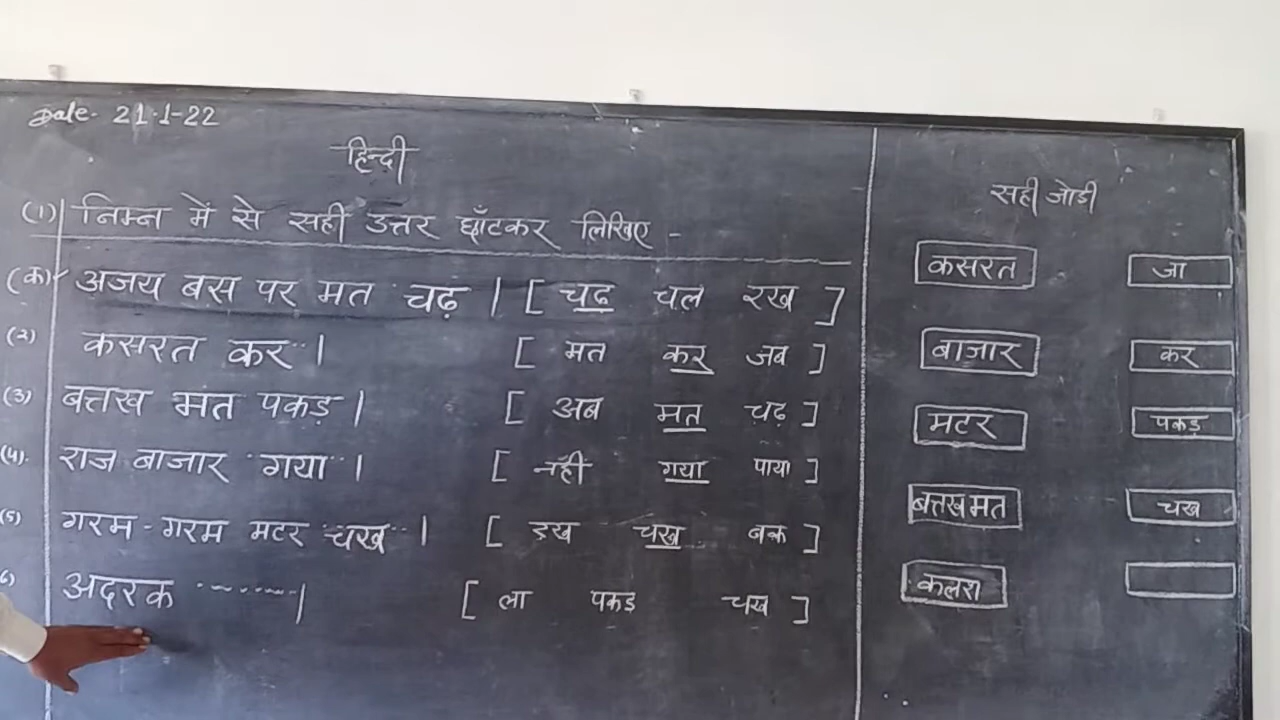 Date- 21-1-22
हिन्दी
(1) निम्न में से सही उत्तर छाँटकर लिखिए -
(क) अजय बस पर मत चढ़ । [ चढ़ चल रख ]
(2) कसरत कर । [ मत कर जब ]
(3) बत्तख मत पकड़ । [ अब मत चढ़ ]
(4). राज बाजार गया । [ नहीं गया पाया ]
(5) गरम-गरम मटर चख । [ इख चख बक ]
6) अदरक ------- । [ ला पकड चख ]
सही जोडी
कसरत जा
बाजार कर
मटर पकड़
बत्तख मत चख
कलश